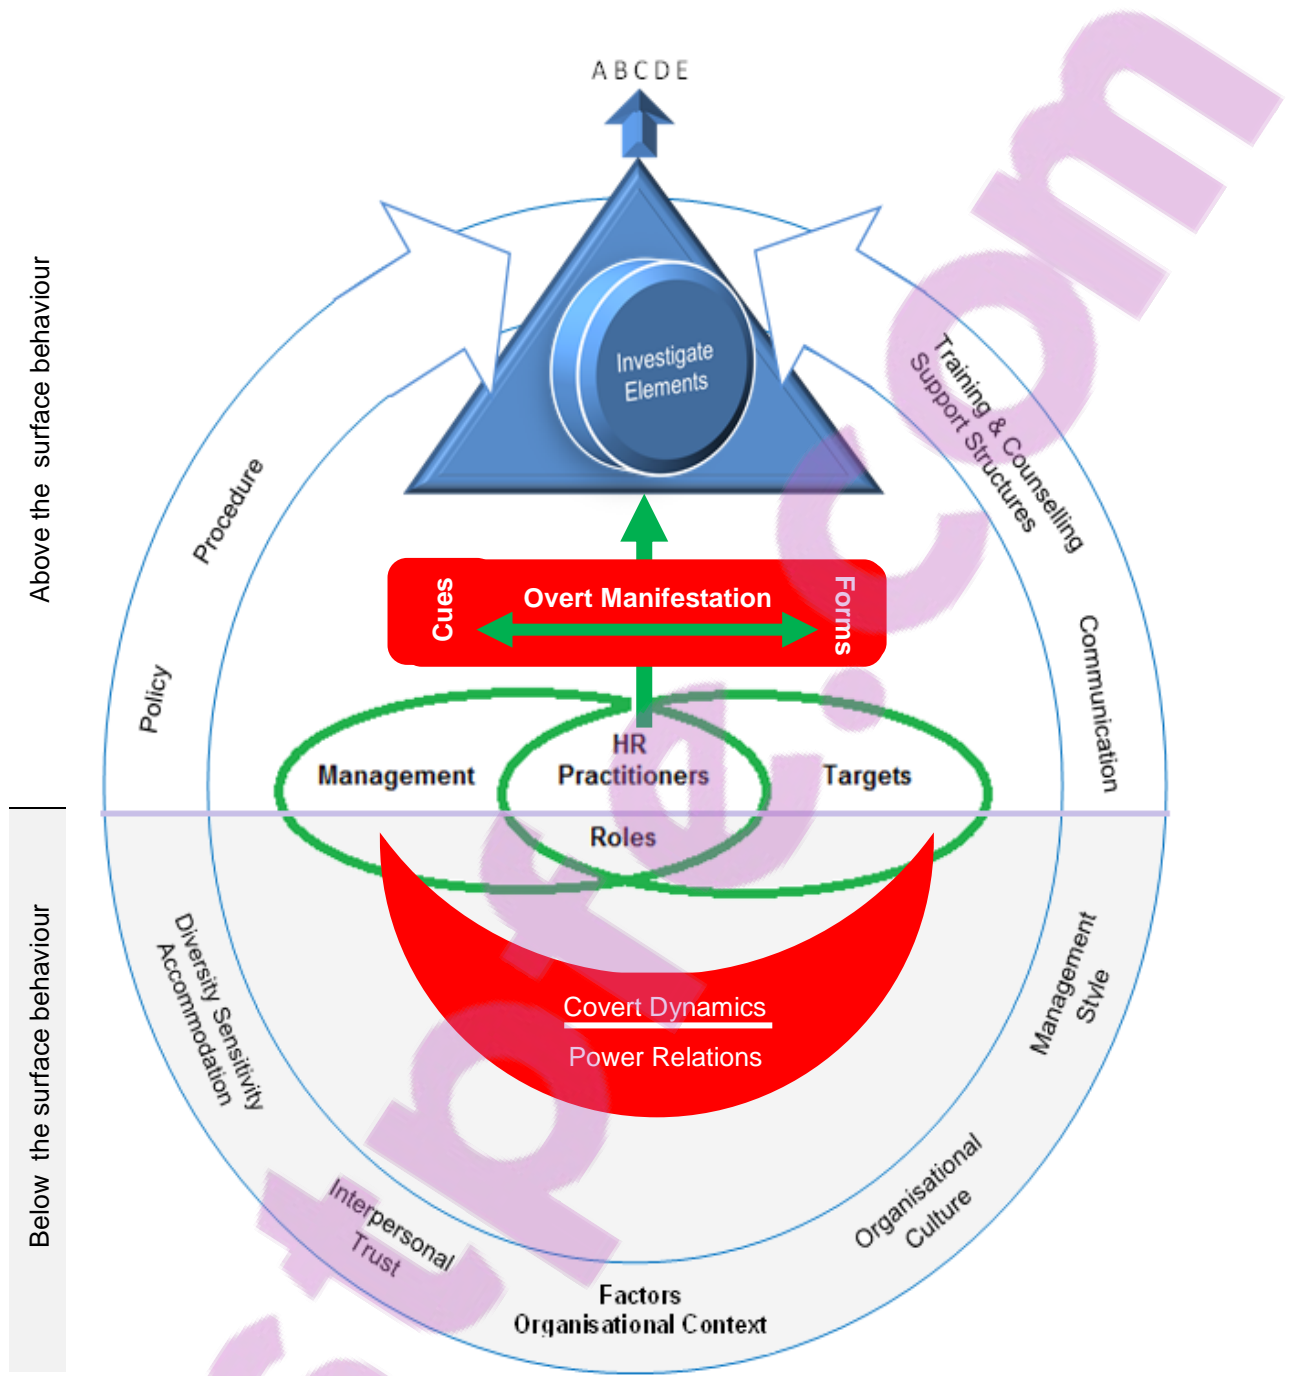 A B C D E
Above the surface behaviour
Investigate
Elements
Procedure
Policy
Training & Counselling
Support Structures
Communication
Cues
Overt Manifestation
Forms
HR
Management
Practitioners
Targets
Roles
Below the surface behaviour
Diversity Sensitivity
Accommodation
Management
Style
Covert Dynamics
Power Relations
Interpersonal
Trust
Organisational
Culture
Factors
Organisational Context